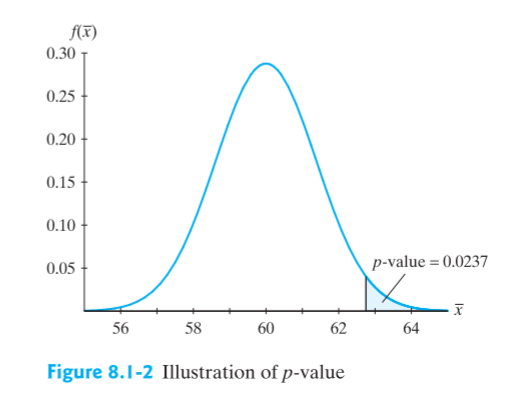 f(x̅)
0.30
0.25
0.20
0.15
0.10
0.05
p-value = 0.0237
x̅
56 58 60 62 64
Figure 8.1-2 Illustration of p-value